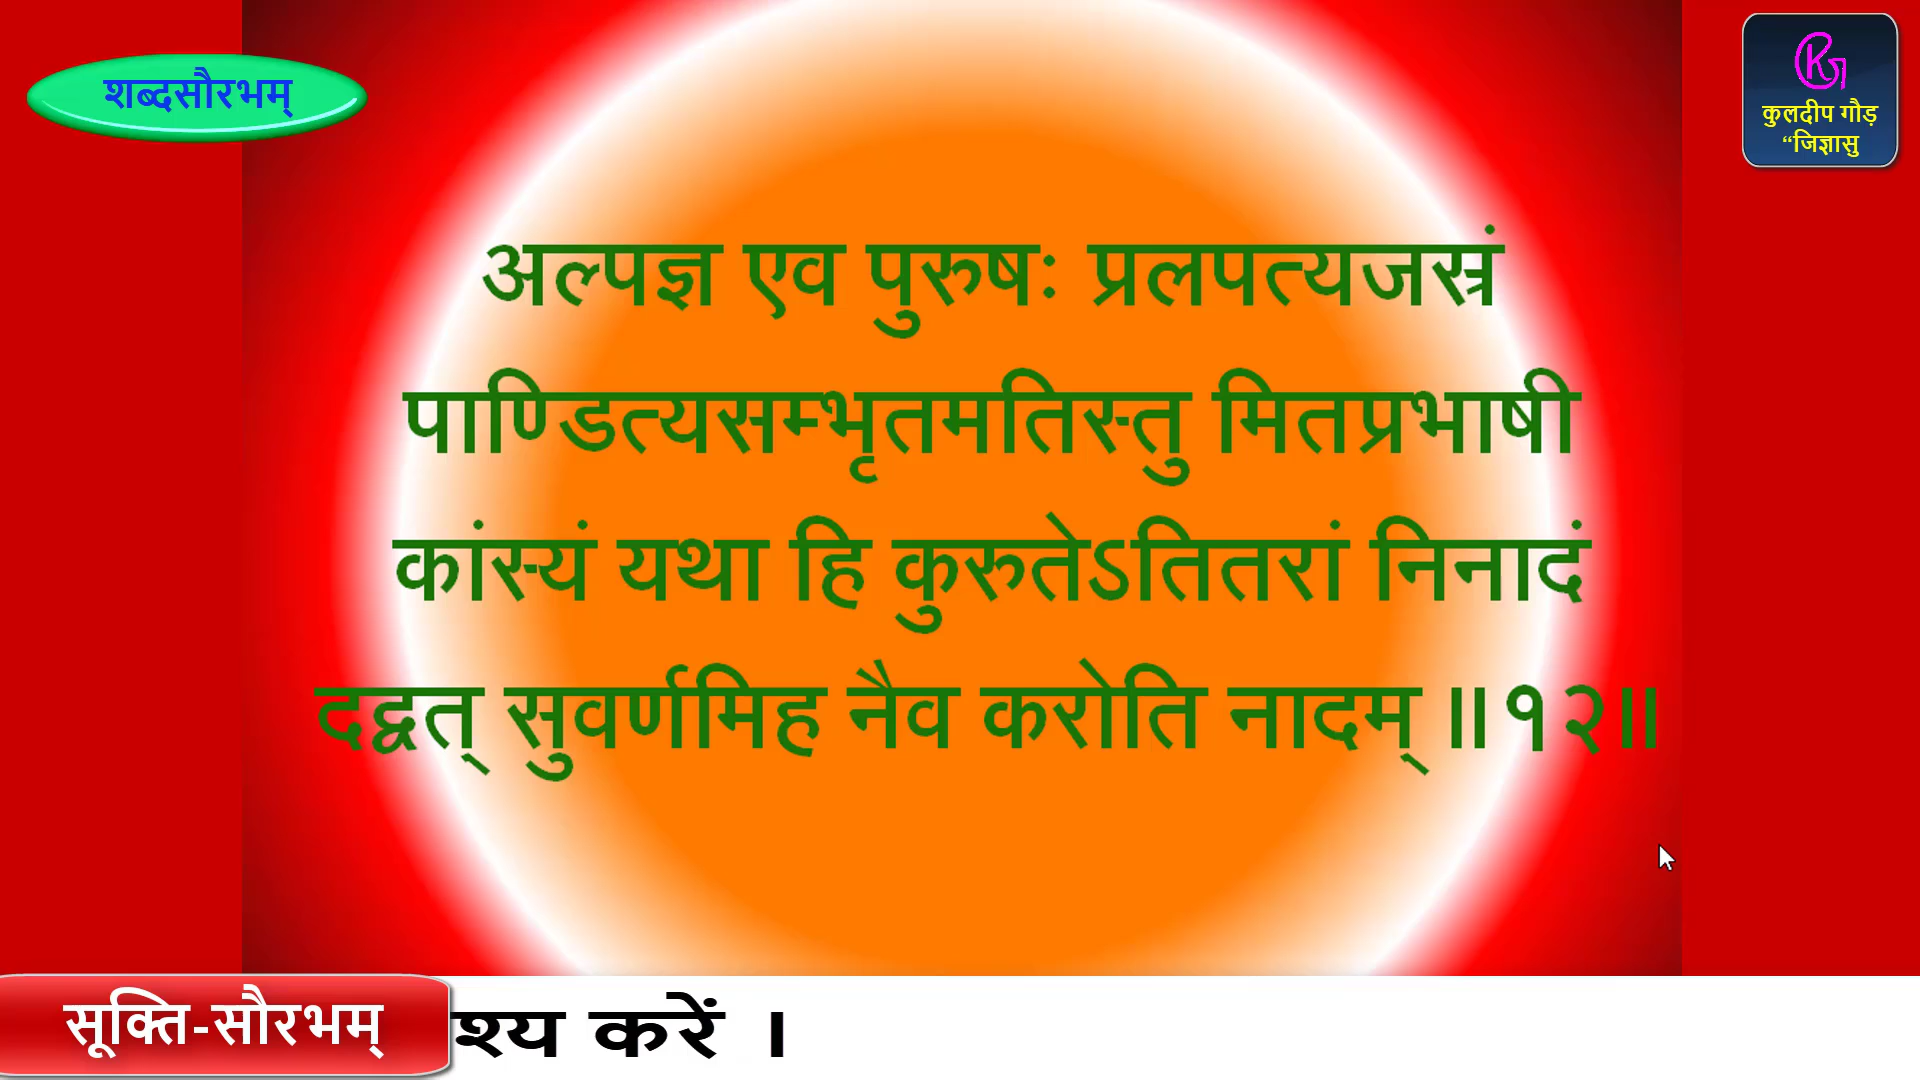 शब्दसौरभम्
कुलदीप गौड़
“जिज्ञासु
अल्पज्ञ एव पुरुषः प्रलपत्यजस्रं
पाण्डित्यसम्भृतमतिस्तु मितप्रभाषी
कांस्यं यथा हि कुरुतेऽतितरां निनादं
दद्वत् सुवर्णमिह नैव करोति नादम् ॥१२॥
सूक्ति-सौरभम्
श्य करें ।